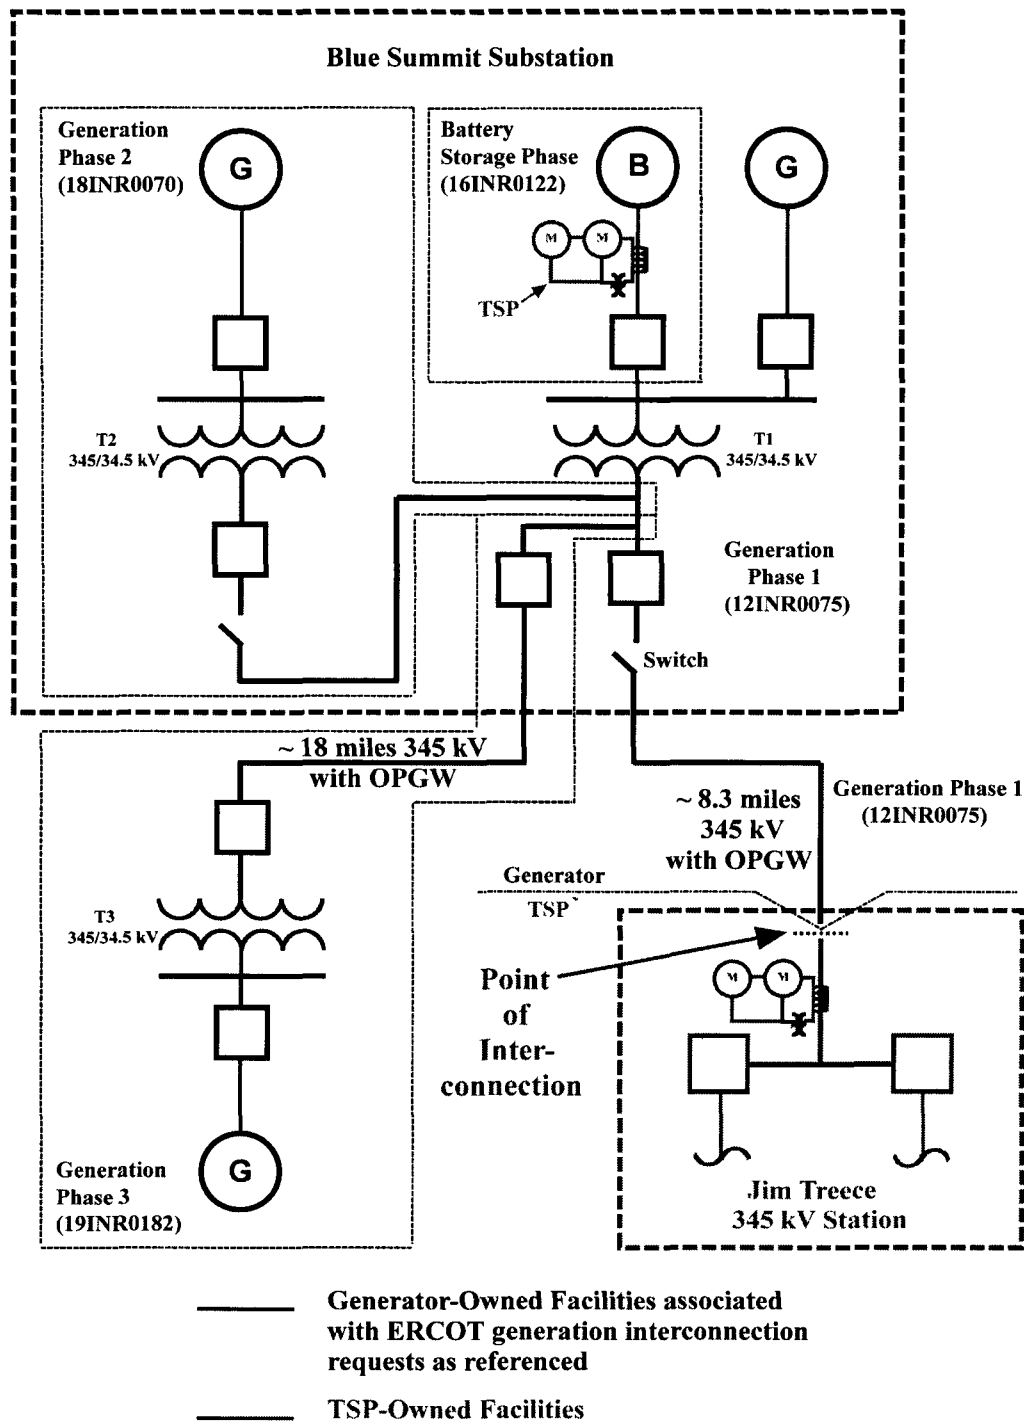 Blue Summit Substation
Generation
Phase 2
(18INR0070)
G
Battery
Storage Phase
(16INR0122)
B
G
M
M
TSP
T2
345/34.5 kV
T1
345/34.5 kV
Generation
Phase 1
(12INR0075)
Switch
~ 18 miles 345 kV
with OPGW
~ 8.3 miles
345 kV
with OPGW
Generation Phase 1
(12INR0075)
Generator
TSP
T3
345/34.5 kV
Point
of
Inter-
connection
M
M
G
Generation
Phase 3
(19INR0182)
Jim Treece
345 kV Station
Generator-Owned Facilities associated
with ERCOT generation interconnection
requests as referenced
TSP-Owned Facilities